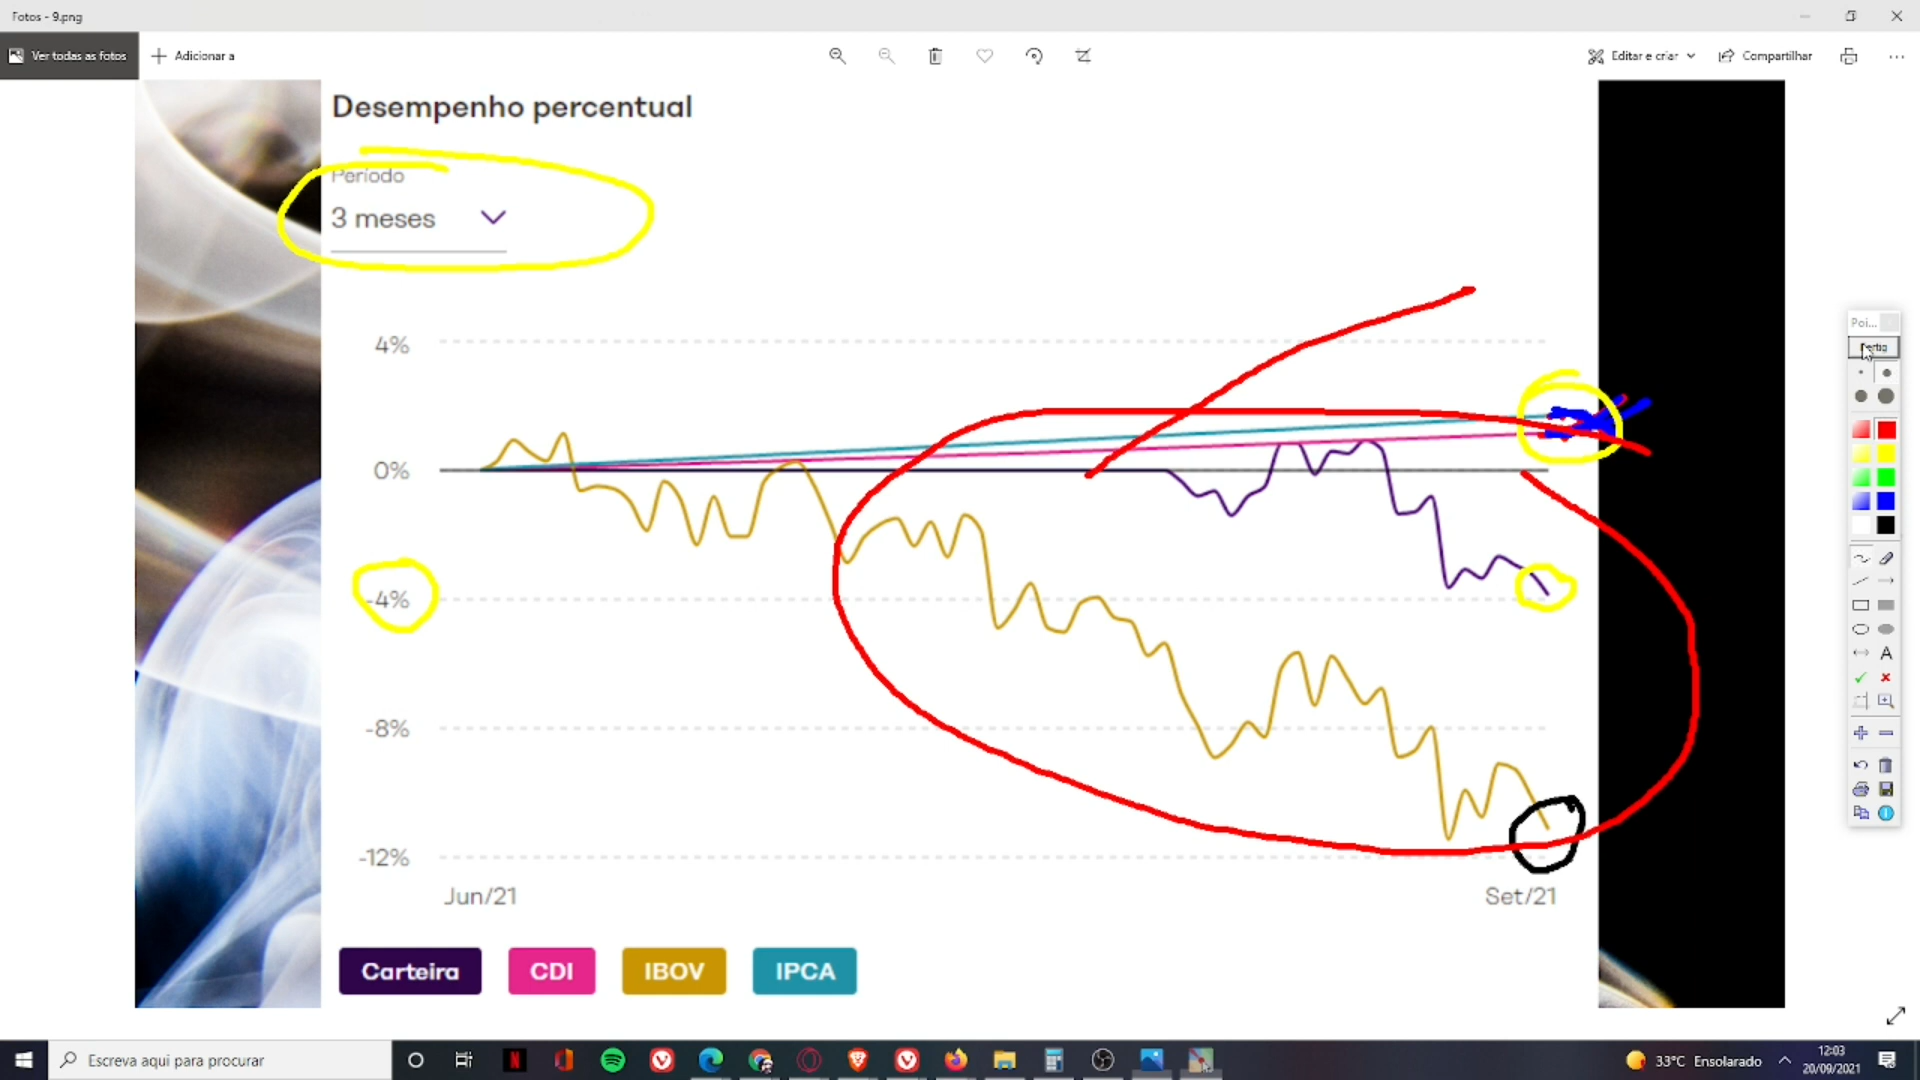 Fotos - 9.png
Ver todas as fotos
Adicionar a
Editar e criar
Compartilhar
Desempenho percentual
Período
3 meses
4%
0%
-4%
-8%
-12%
Jun/21
Set/21
Carteira
CDI
IBOV
IPCA
Poi...
A
Escreva aqui para procurar
33°C Ensolarado
12:03
20/09/2021